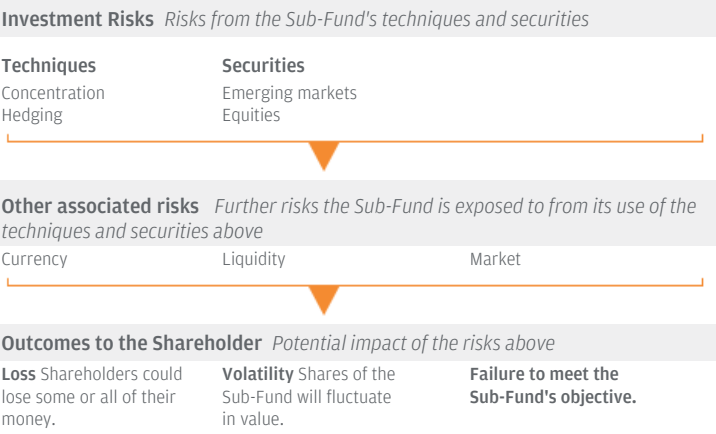 Investment Risks Risks from the Sub-Fund's techniques and securities
Techniques Securities
Concentration Emerging markets
Hedging Equities
Other associated risks Further risks the Sub-Fund is exposed to from its use of the
techniques and securities above
Currency Liquidity Market
Outcomes to the Shareholder Potential impact of the risks above
Loss Shareholders could
lose some or all of their
money.
Volatility Shares of the
Sub-Fund will fluctuate
in value.
Failure to meet the
Sub-Fund's objective.